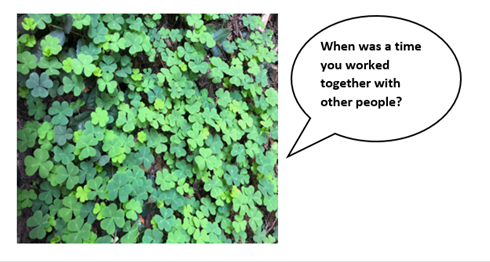 When was a time
you worked
together with
other people?